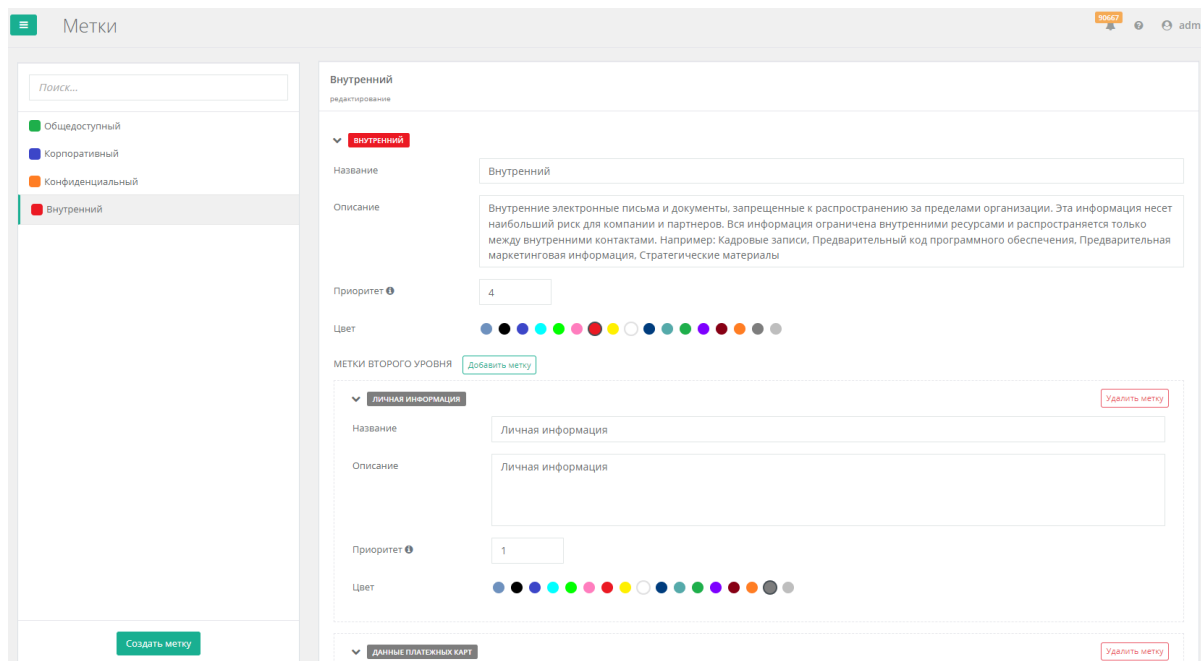 Метки
90667
adm
Поиск...
Общедоступный
Корпоративный
Конфиденциальный
Внутренний
Создать метку
Внутренний
редактирование
ВНУТРЕННИЙ
Название
Внутренний
Описание
Внутренние электронные письма и документы, запрещенные к распространению за пределами организации. Эта информация несет
наибольший риск для компании и партнеров. Вся информация ограничена внутренними ресурсами и распространяется только
между внутренними контактами. Например: Кадровые записи, Предварительный код программного обеспечения, Предварительная
маркетинговая информация, Стратегические материалы
Приоритет
4
Цвет
МЕТКИ ВТОРОГО УРОВНЯ Добавить метку
ЛИЧНАЯ ИНФОРМАЦИЯ Удалить метку
Название
Личная информация
Описание
Личная информация
Приоритет
1
Цвет
ДАННЫЕ ПЛАТЕЖНЫХ КАРТ Удалить метку